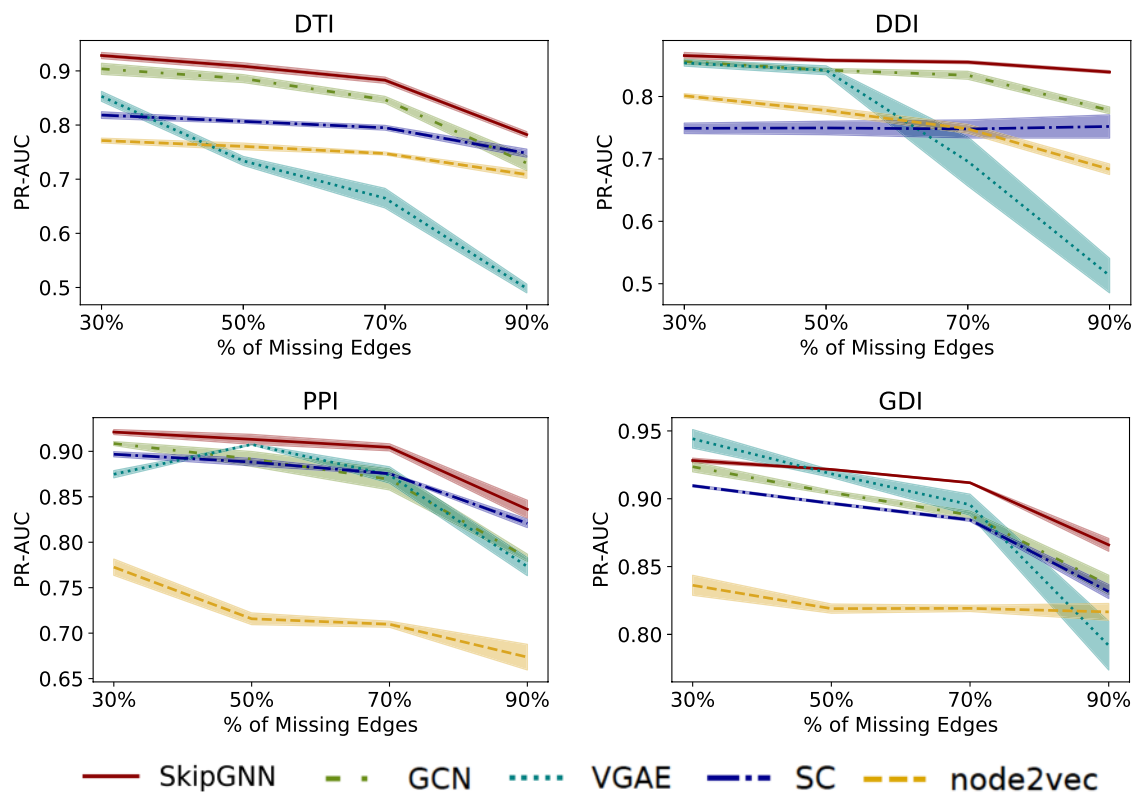 DTI
PR-AUC
0.9
0.8
0.7
0.6
0.5
30% 50% 70% 90%
% of Missing Edges
DDI
PR-AUC
0.8
0.7
0.6
0.5
30% 50% 70% 90%
% of Missing Edges
PPI
PR-AUC
0.90
0.85
0.80
0.75
0.70
0.65
30% 50% 70% 90%
% of Missing Edges
GDI
PR-AUC
0.95
0.90
0.85
0.80
30% 50% 70% 90%
% of Missing Edges
SkipGNN GCN VGAE SC node2vec